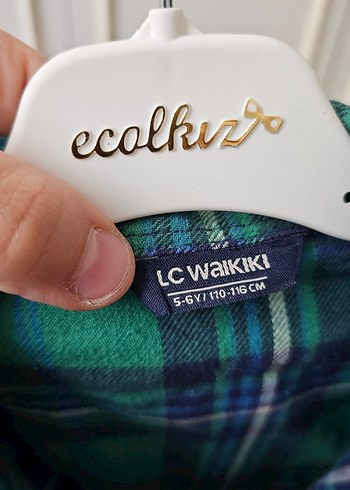 ecolkız
LC WAIKIKI
5-6 Y / 110-116 CM